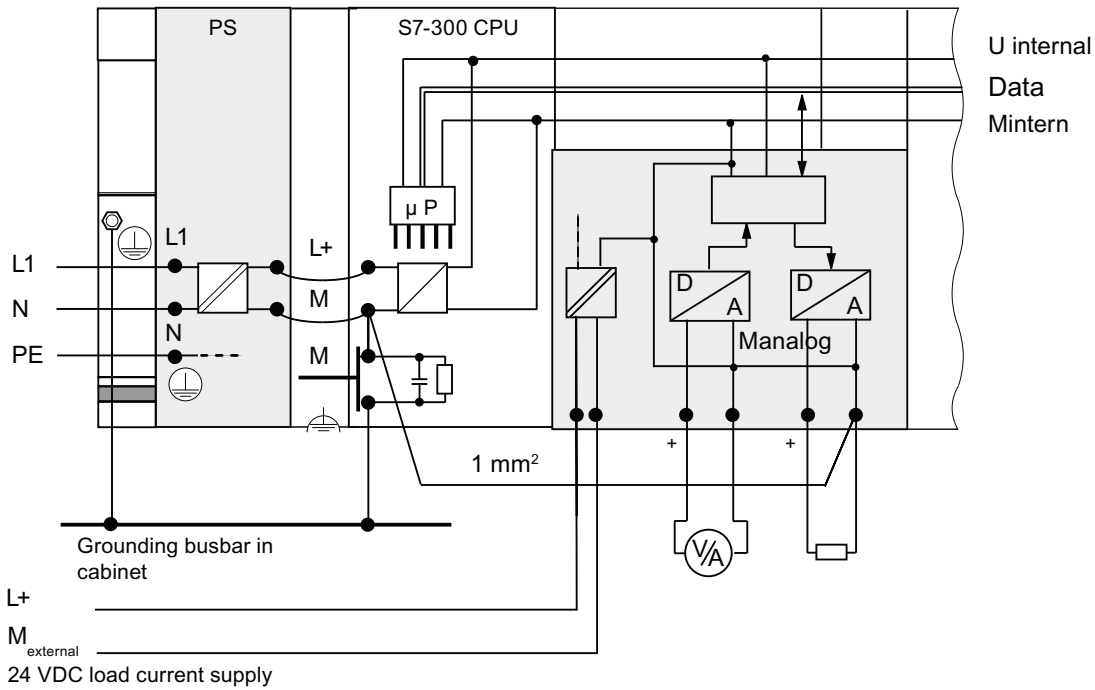 PS
S7-300 CPU
U internal
Data
Mintern
µ P
L1
L+
L1
N
M
N
PE
M
D
A
D
A
Manalog
+
+
1 mm²
V/A
Grounding busbar in
cabinet
L+
M external
24 VDC load current supply